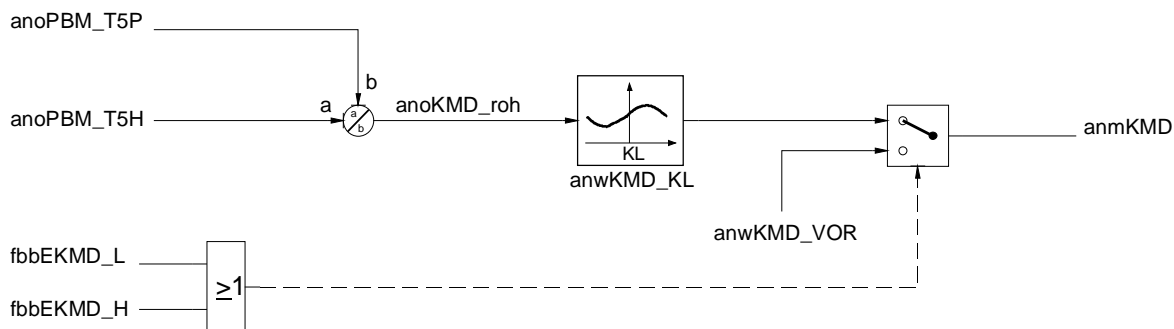 anoPBM_T5P
b
a
anoPBM_T5H
a
b
anoKMD_roh
KL
anwKMD_KL
anmKMD
anwKMD_VOR
fbbEKMD_L
≥1
fbbEKMD_H